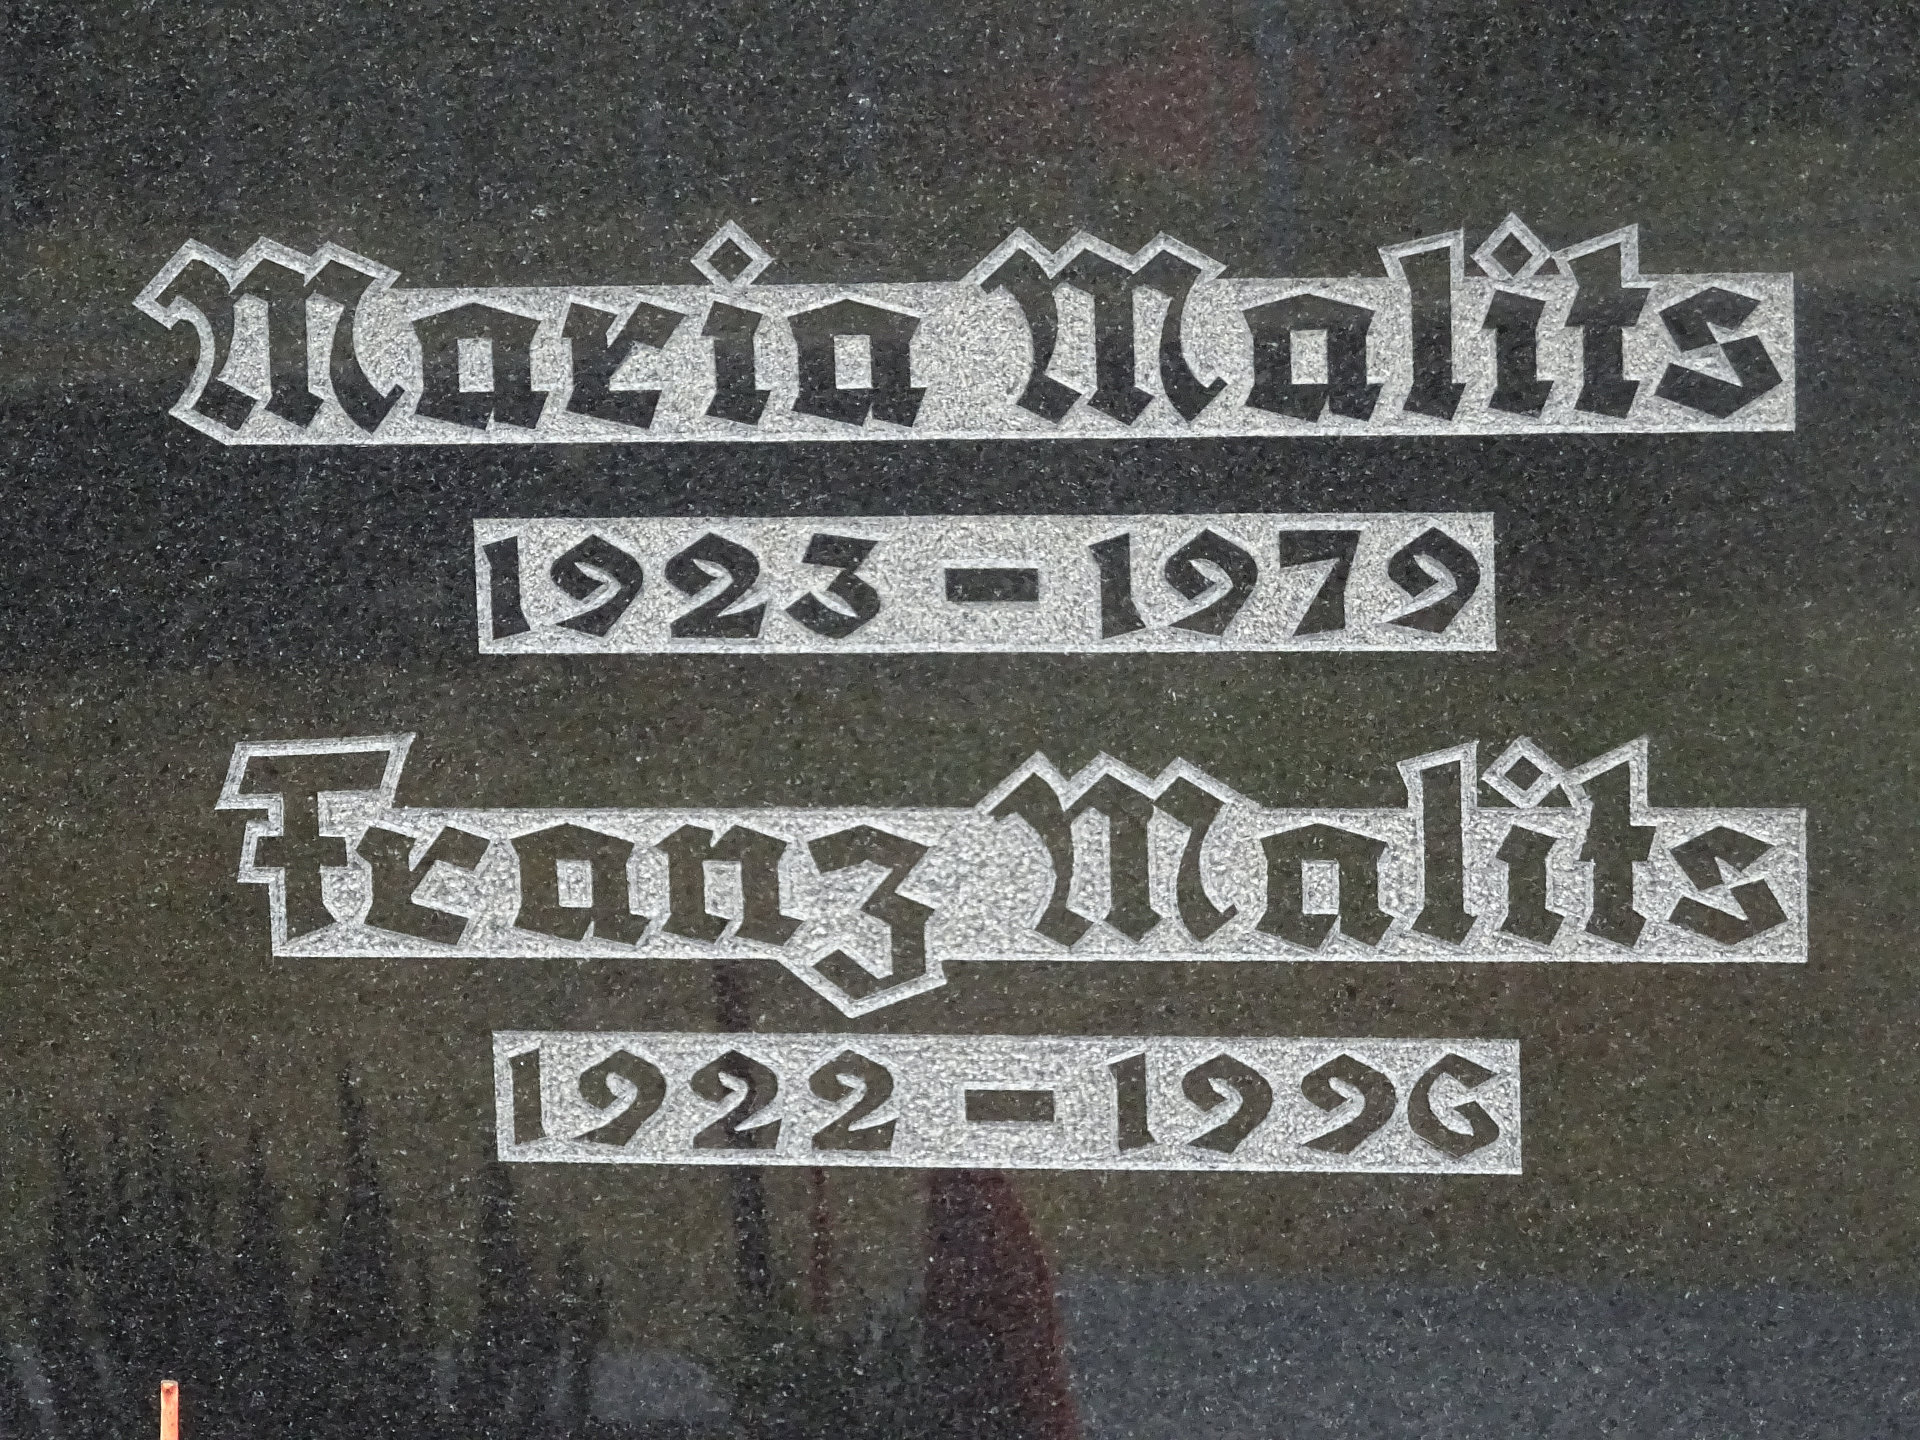 Maria Malits
1923 - 1979
Franz Malits
1922 - 1996